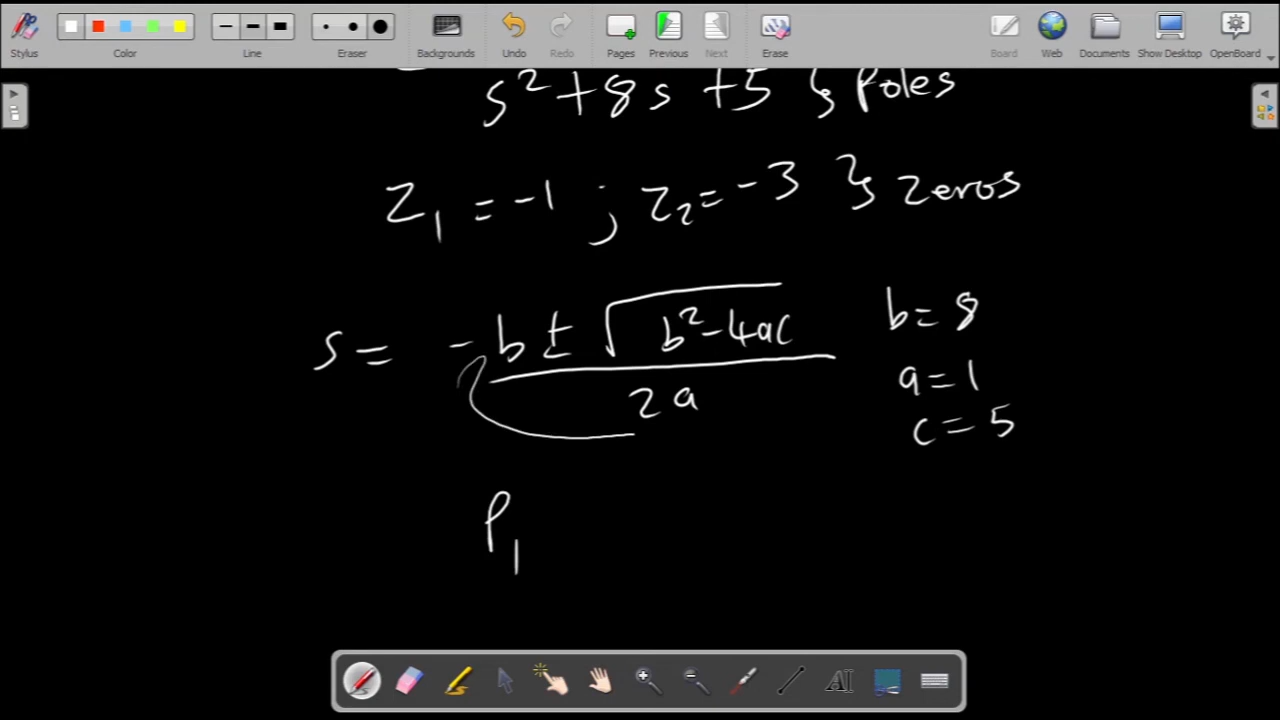 Stylus Color Line Eraser Backgrounds Undo Redo Pages Previous Next Erase Board Web Documents Show Desktop OpenBoard
s²+8s +5 } Poles
Z₁ = -1 ; Z₂ = -3 } Zeros
s = -b ± √b²-4ac / 2a
b = 8
a = 1
c = 5
P₁
AI